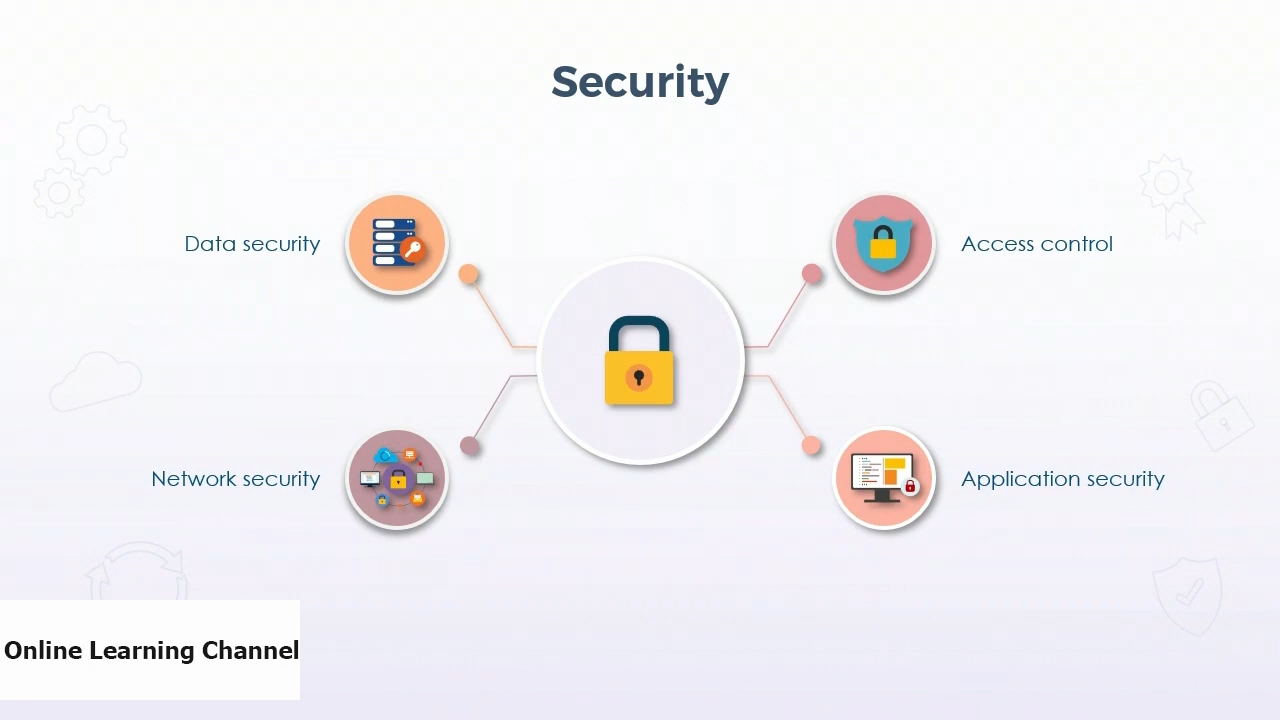 Security
Data security
Access control
Network security
Application security
Online Learning Channel